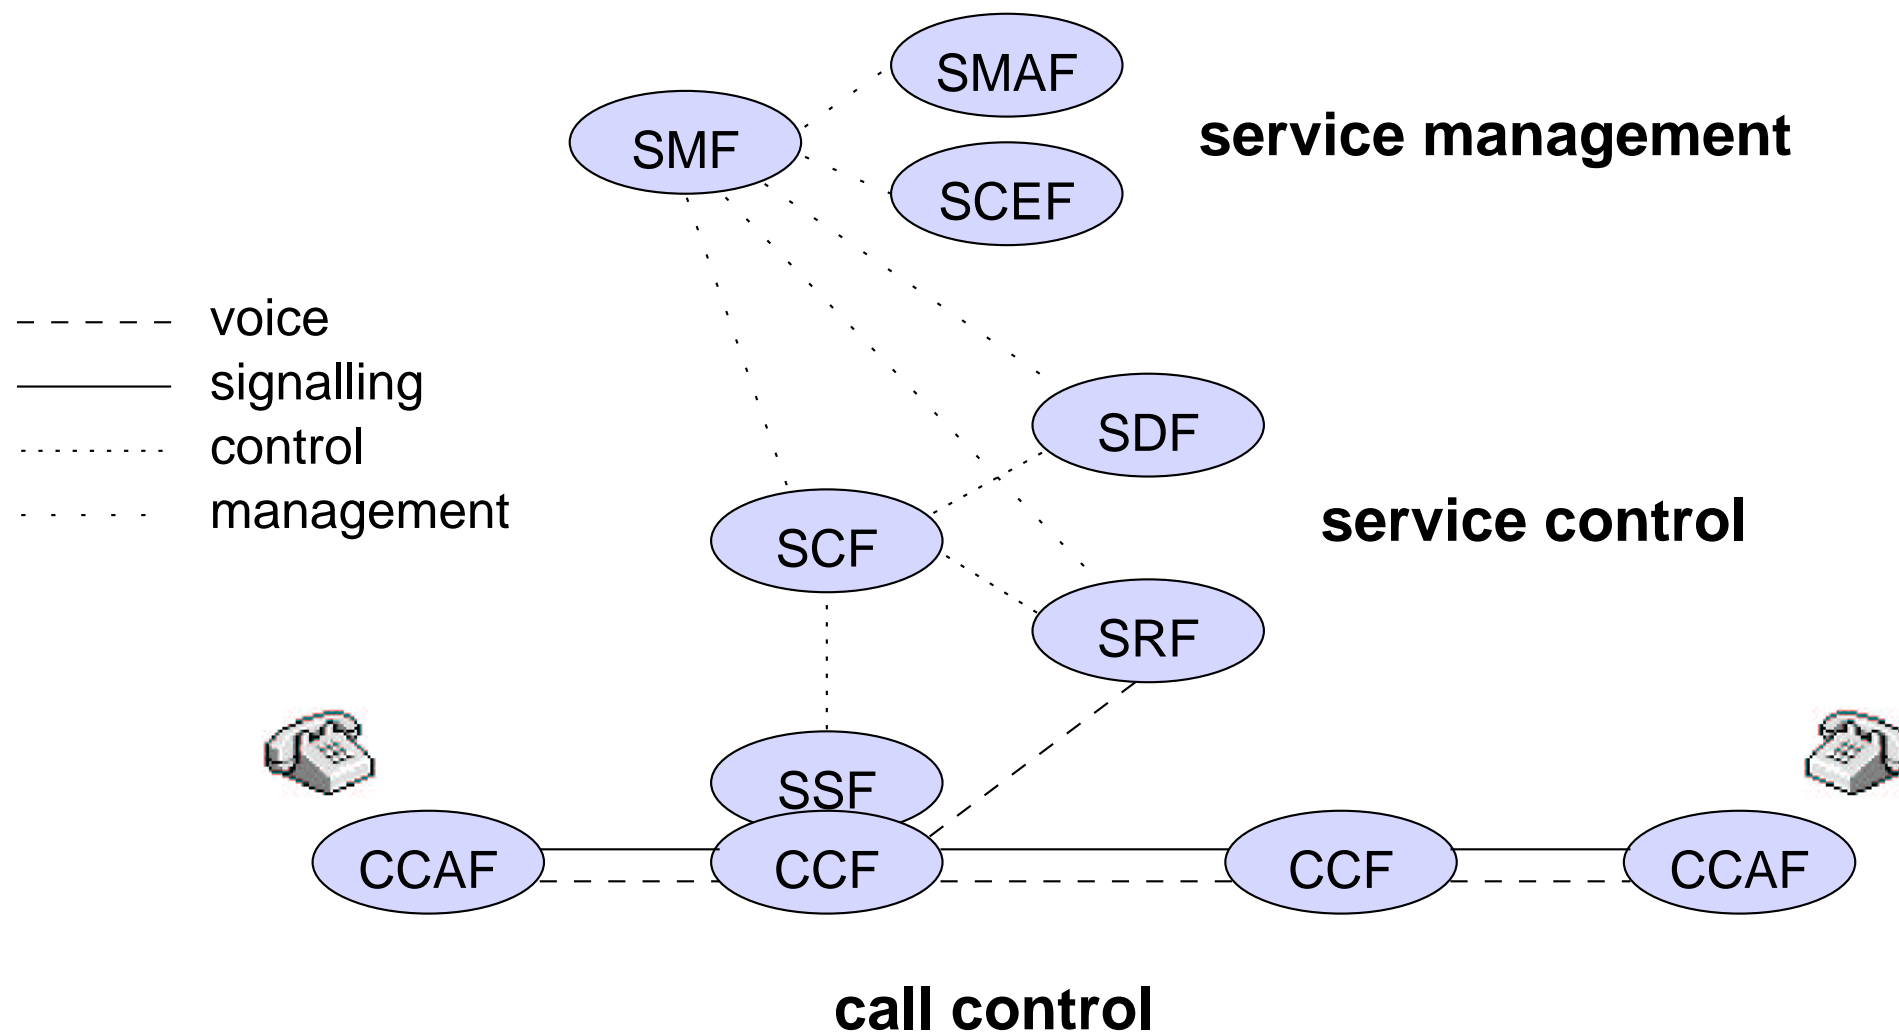 SMAF
SMF
service management
SCEF
voice
signalling
control
management
SDF
service control
SCF
SRF
SSF
CCAF
CCF
CCF
CCAF
call control